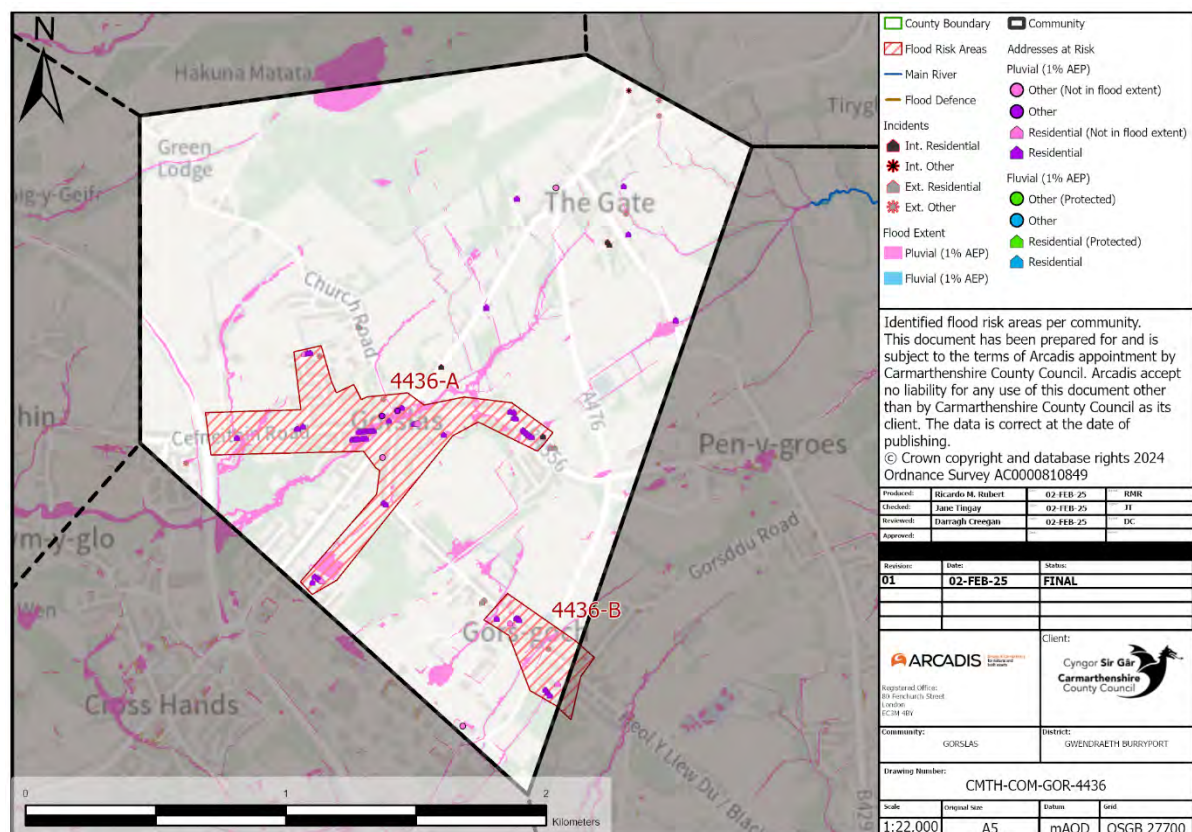 N
Hakuna Matata
Green
Lodge
The Gate
Church Road
A476
4436-A
Gorslas
Pen-y-groes
Gorsddu Road
4436-B
Gors-goch
Cross Hands
Heol Y Llew Du / Black
B429
0 1 2
Kilometers
County Boundary
Community
Flood Risk Areas
Main River
Flood Defence
Incidents
Int. Residential
Int. Other
Ext. Residential
Ext. Other
Flood Extent
Pluvial (1% AEP)
Fluvial (1% AEP)
Addresses at Risk
Pluvial (1% AEP)
Other (Not in flood extent)
Other
Residential (Not in flood extent)
Residential
Fluvial (1% AEP)
Other (Protected)
Other
Residential (Protected)
Residential
Identified flood risk areas per community.
This document has been prepared for and is
subject to the terms of Arcadis appointment by
Carmarthenshire County Council. Arcadis accept
no liability for any use of this document other
than by Carmarthenshire County Council as its
client. The data is correct at the date of
publishing.
© Crown copyright and database rights 2024
Ordnance Survey AC0000810849
Produced: Ricardo M. Rubert 02-FEB-25 RMR
Checked: Jane Tingay 02-FEB-25 JT
Reviewed: Darragh Creegan 02-FEB-25 DC
Approved:
Revision: Date: Status:
01 02-FEB-25 FINAL
ARCADIS
Registered Office:
80 Fenchurch Street
London
EC3M 4BY
Client:
Cyngor Sir Gâr
Carmarthenshire
County Council
Community: District:
GORSLAS GWENDRAETH BURRYPORT
Drawing Number:
CMTH-COM-GOR-4436
Scale Original Size Datum Grid
1:22,000 A5 mAOD OSGB 27700